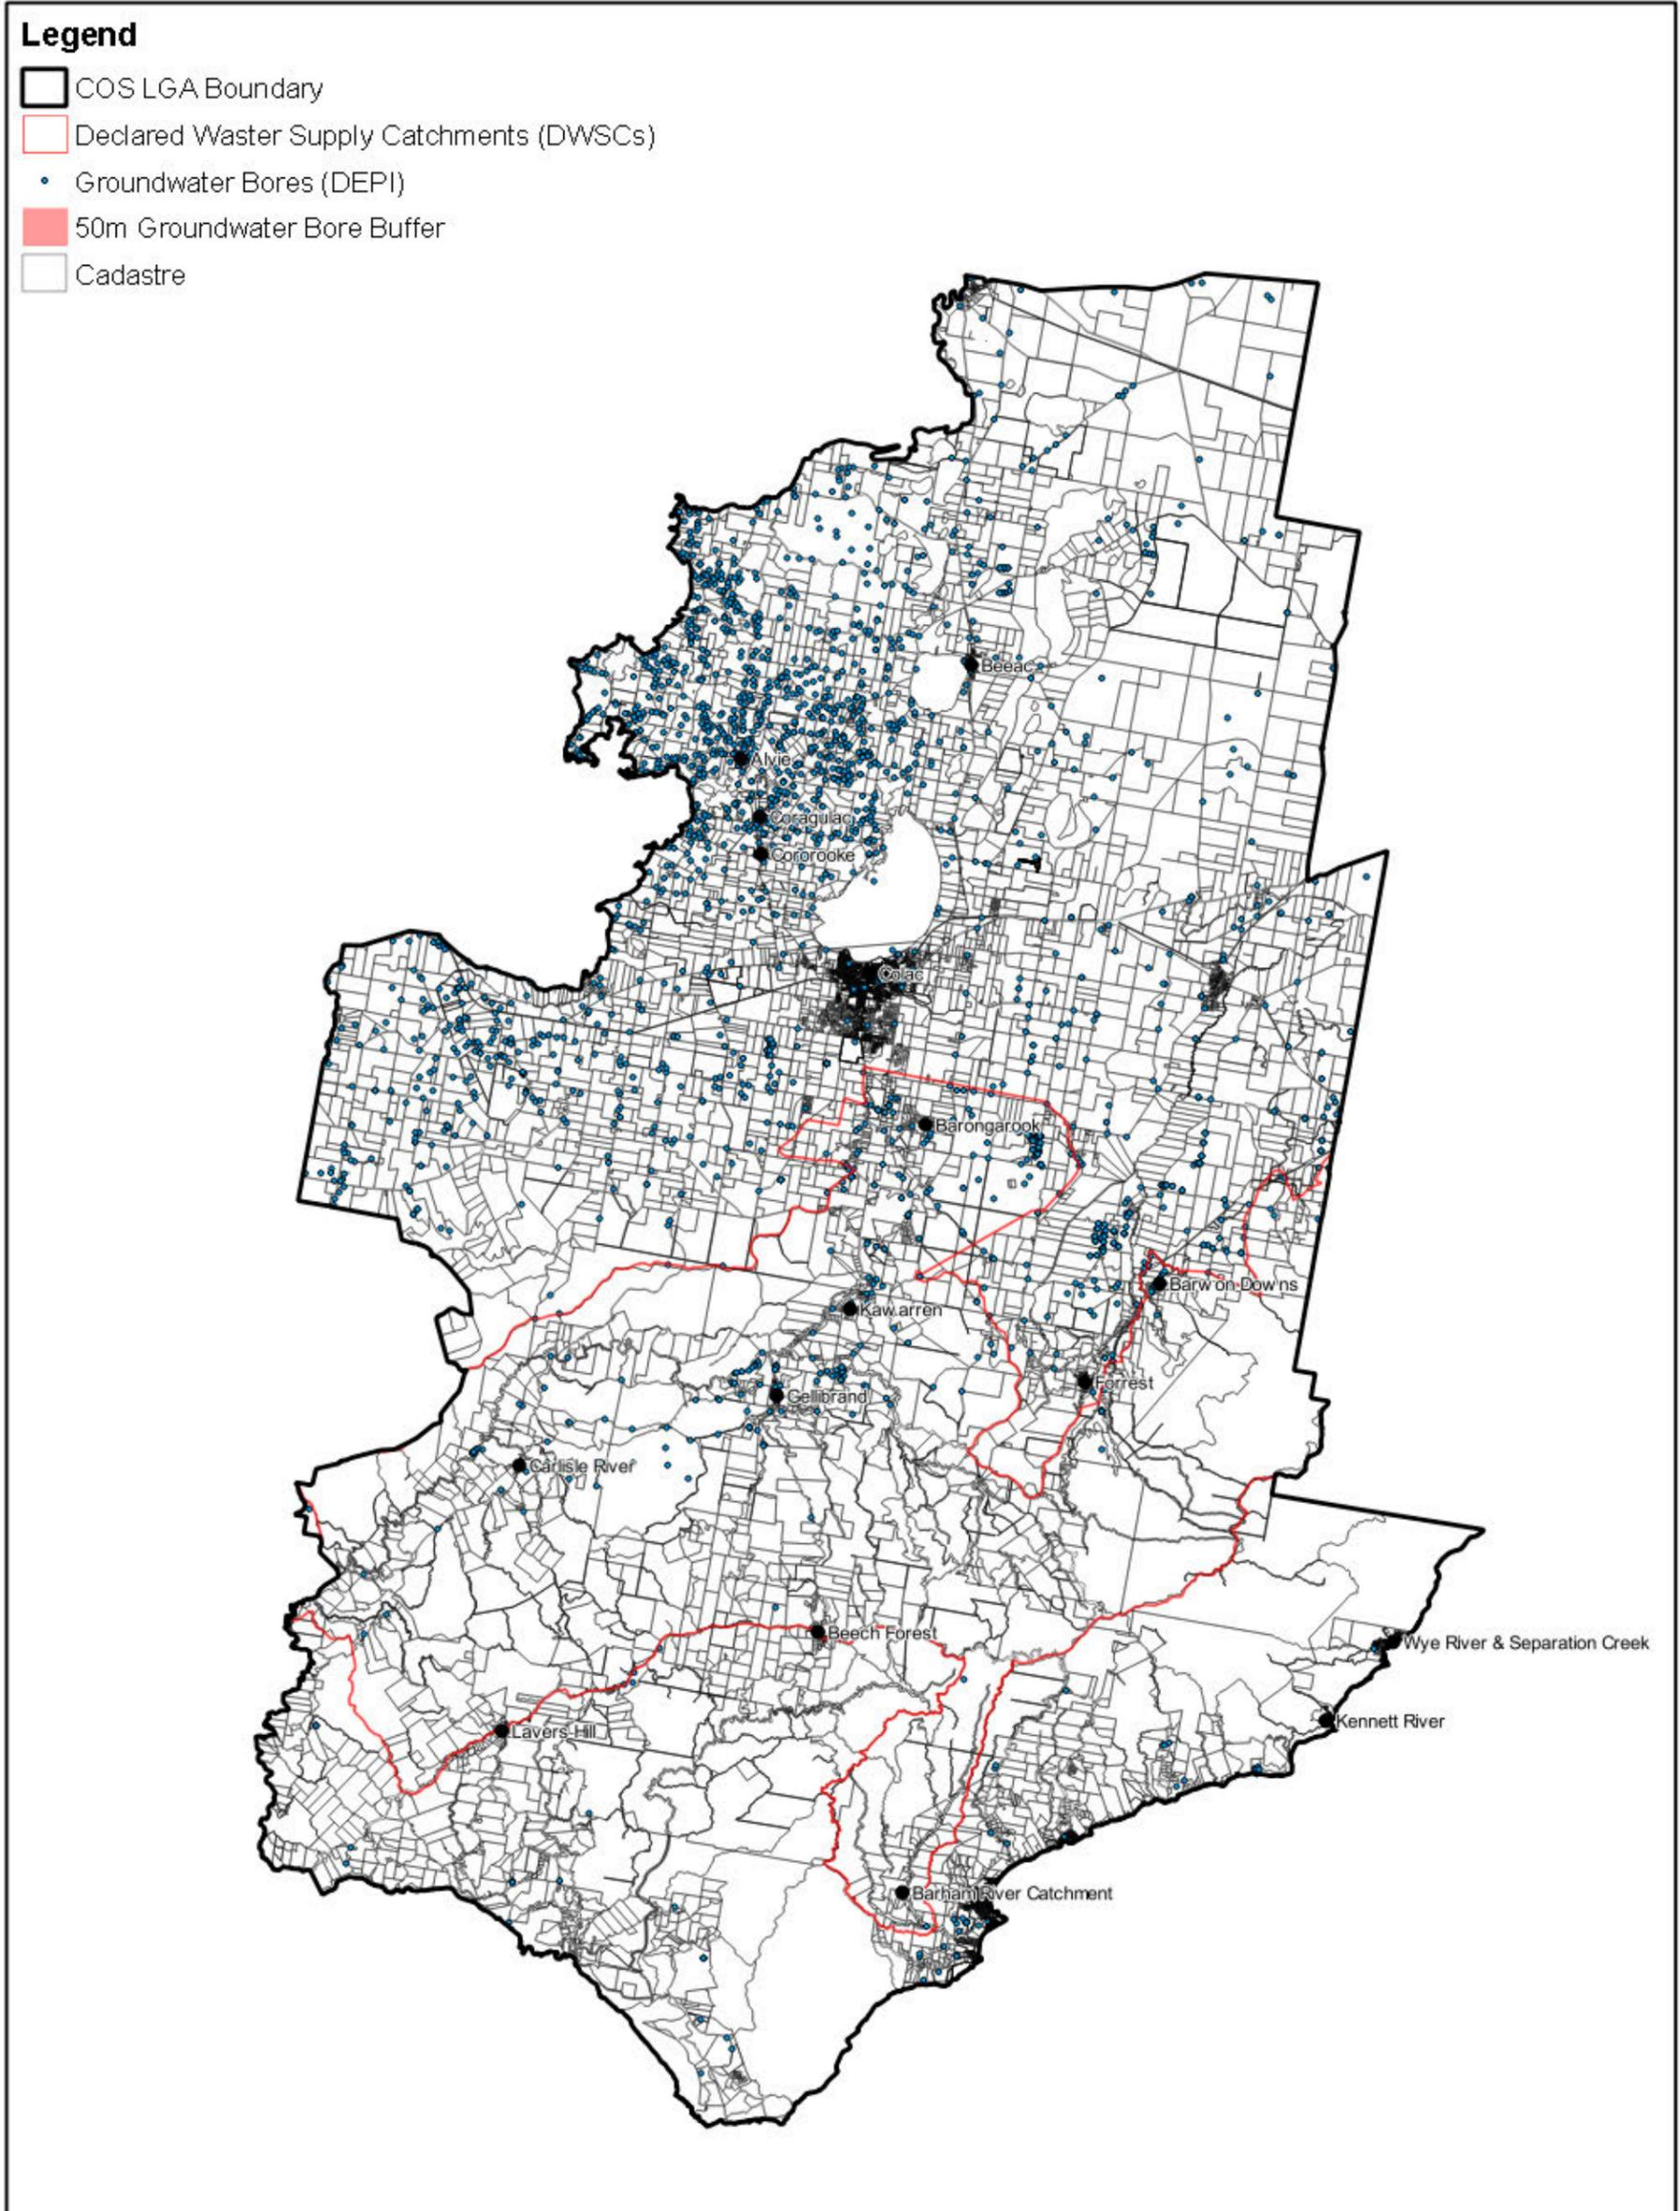 Legend
COS LGA Boundary
Declared Waster Supply Catchments (DWSCs)
Groundwater Bores (DEPI)
50m Groundwater Bore Buffer
Cadastre
Beeac
Alvie
Coragulac
Cororooke
Colac
Barongarook
Barwon Downs
Kawarren
Forrest
Gellibrand
Carlisle River
Beech Forest
Wye River & Separation Creek
Kennett River
Lavers Hill
Barham River Catchment